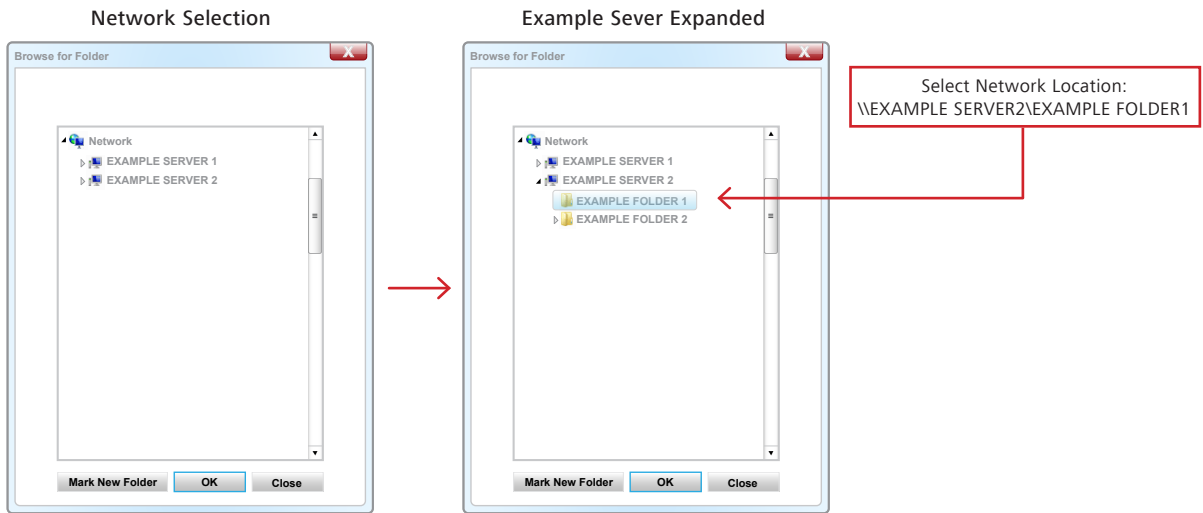 Network Selection
Browse for Folder
X
Network
EXAMPLE SERVER 1
EXAMPLE SERVER 2
Mark New Folder
OK
Close
Example Sever Expanded
Browse for Folder
X
Network
EXAMPLE SERVER 1
EXAMPLE SERVER 2
EXAMPLE FOLDER 1
EXAMPLE FOLDER 2
Mark New Folder
OK
Close
Select Network Location:
\\EXAMPLE SERVER2\EXAMPLE FOLDER1